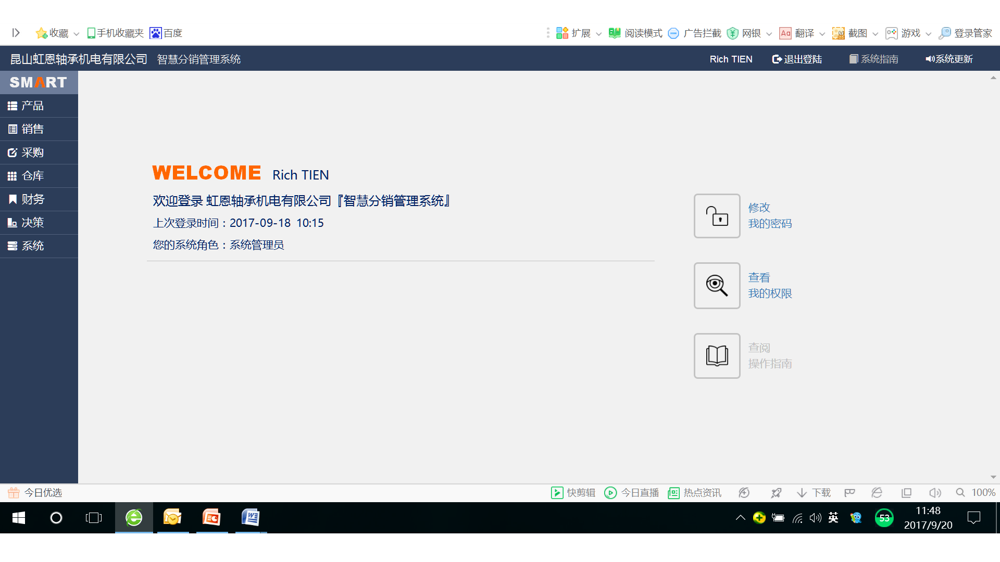 收藏 手机收藏夹 百度 扩展 阅读模式 广告拦截 网银 翻译 截图 游戏 登录管家
昆山虹恩轴承机电有限公司 智慧分销管理系统 Rich TIEN 退出登陆 系统指南 系统更新
SMART
产品
销售
采购
仓库
财务
决策
系统
WELCOME Rich TIEN
欢迎登录 虹恩轴承机电有限公司『智慧分销管理系统』
上次登录时间：2017-09-18 10:15
您的系统角色：系统管理员
修改
我的密码
查看
我的权限
查阅
操作指南
今日优选 快剪辑 今日直播 热点资讯 下载 100%
英 53 11:48
2017/9/20